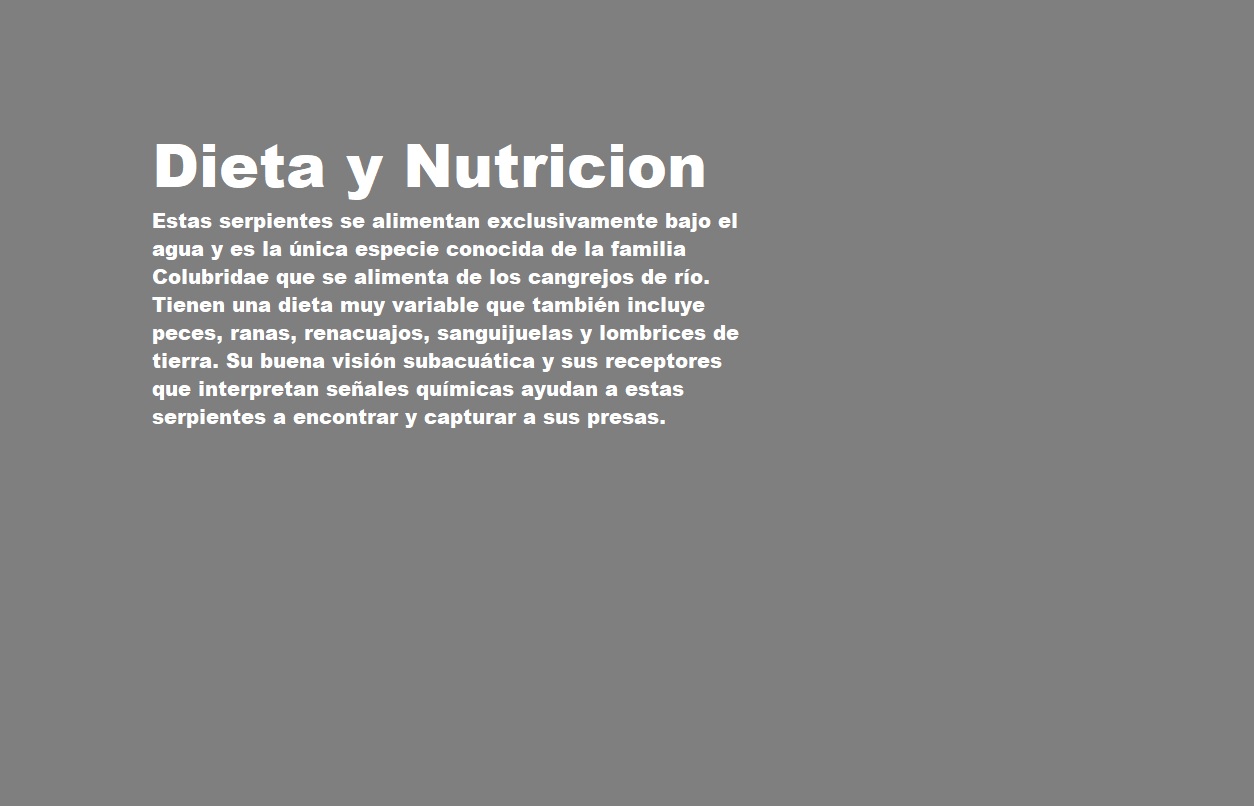 Dieta y Nutricion
Estas serpientes se alimentan exclusivamente bajo el
agua y es la única especie conocida de la familia
Colubridae que se alimenta de los cangrejos de río.
Tienen una dieta muy variable que también incluye
peces, ranas, renacuajos, sanguijuelas y lombrices de
tierra. Su buena visión subacuática y sus receptores
que interpretan señales químicas ayudan a estas
serpientes a encontrar y capturar a sus presas.